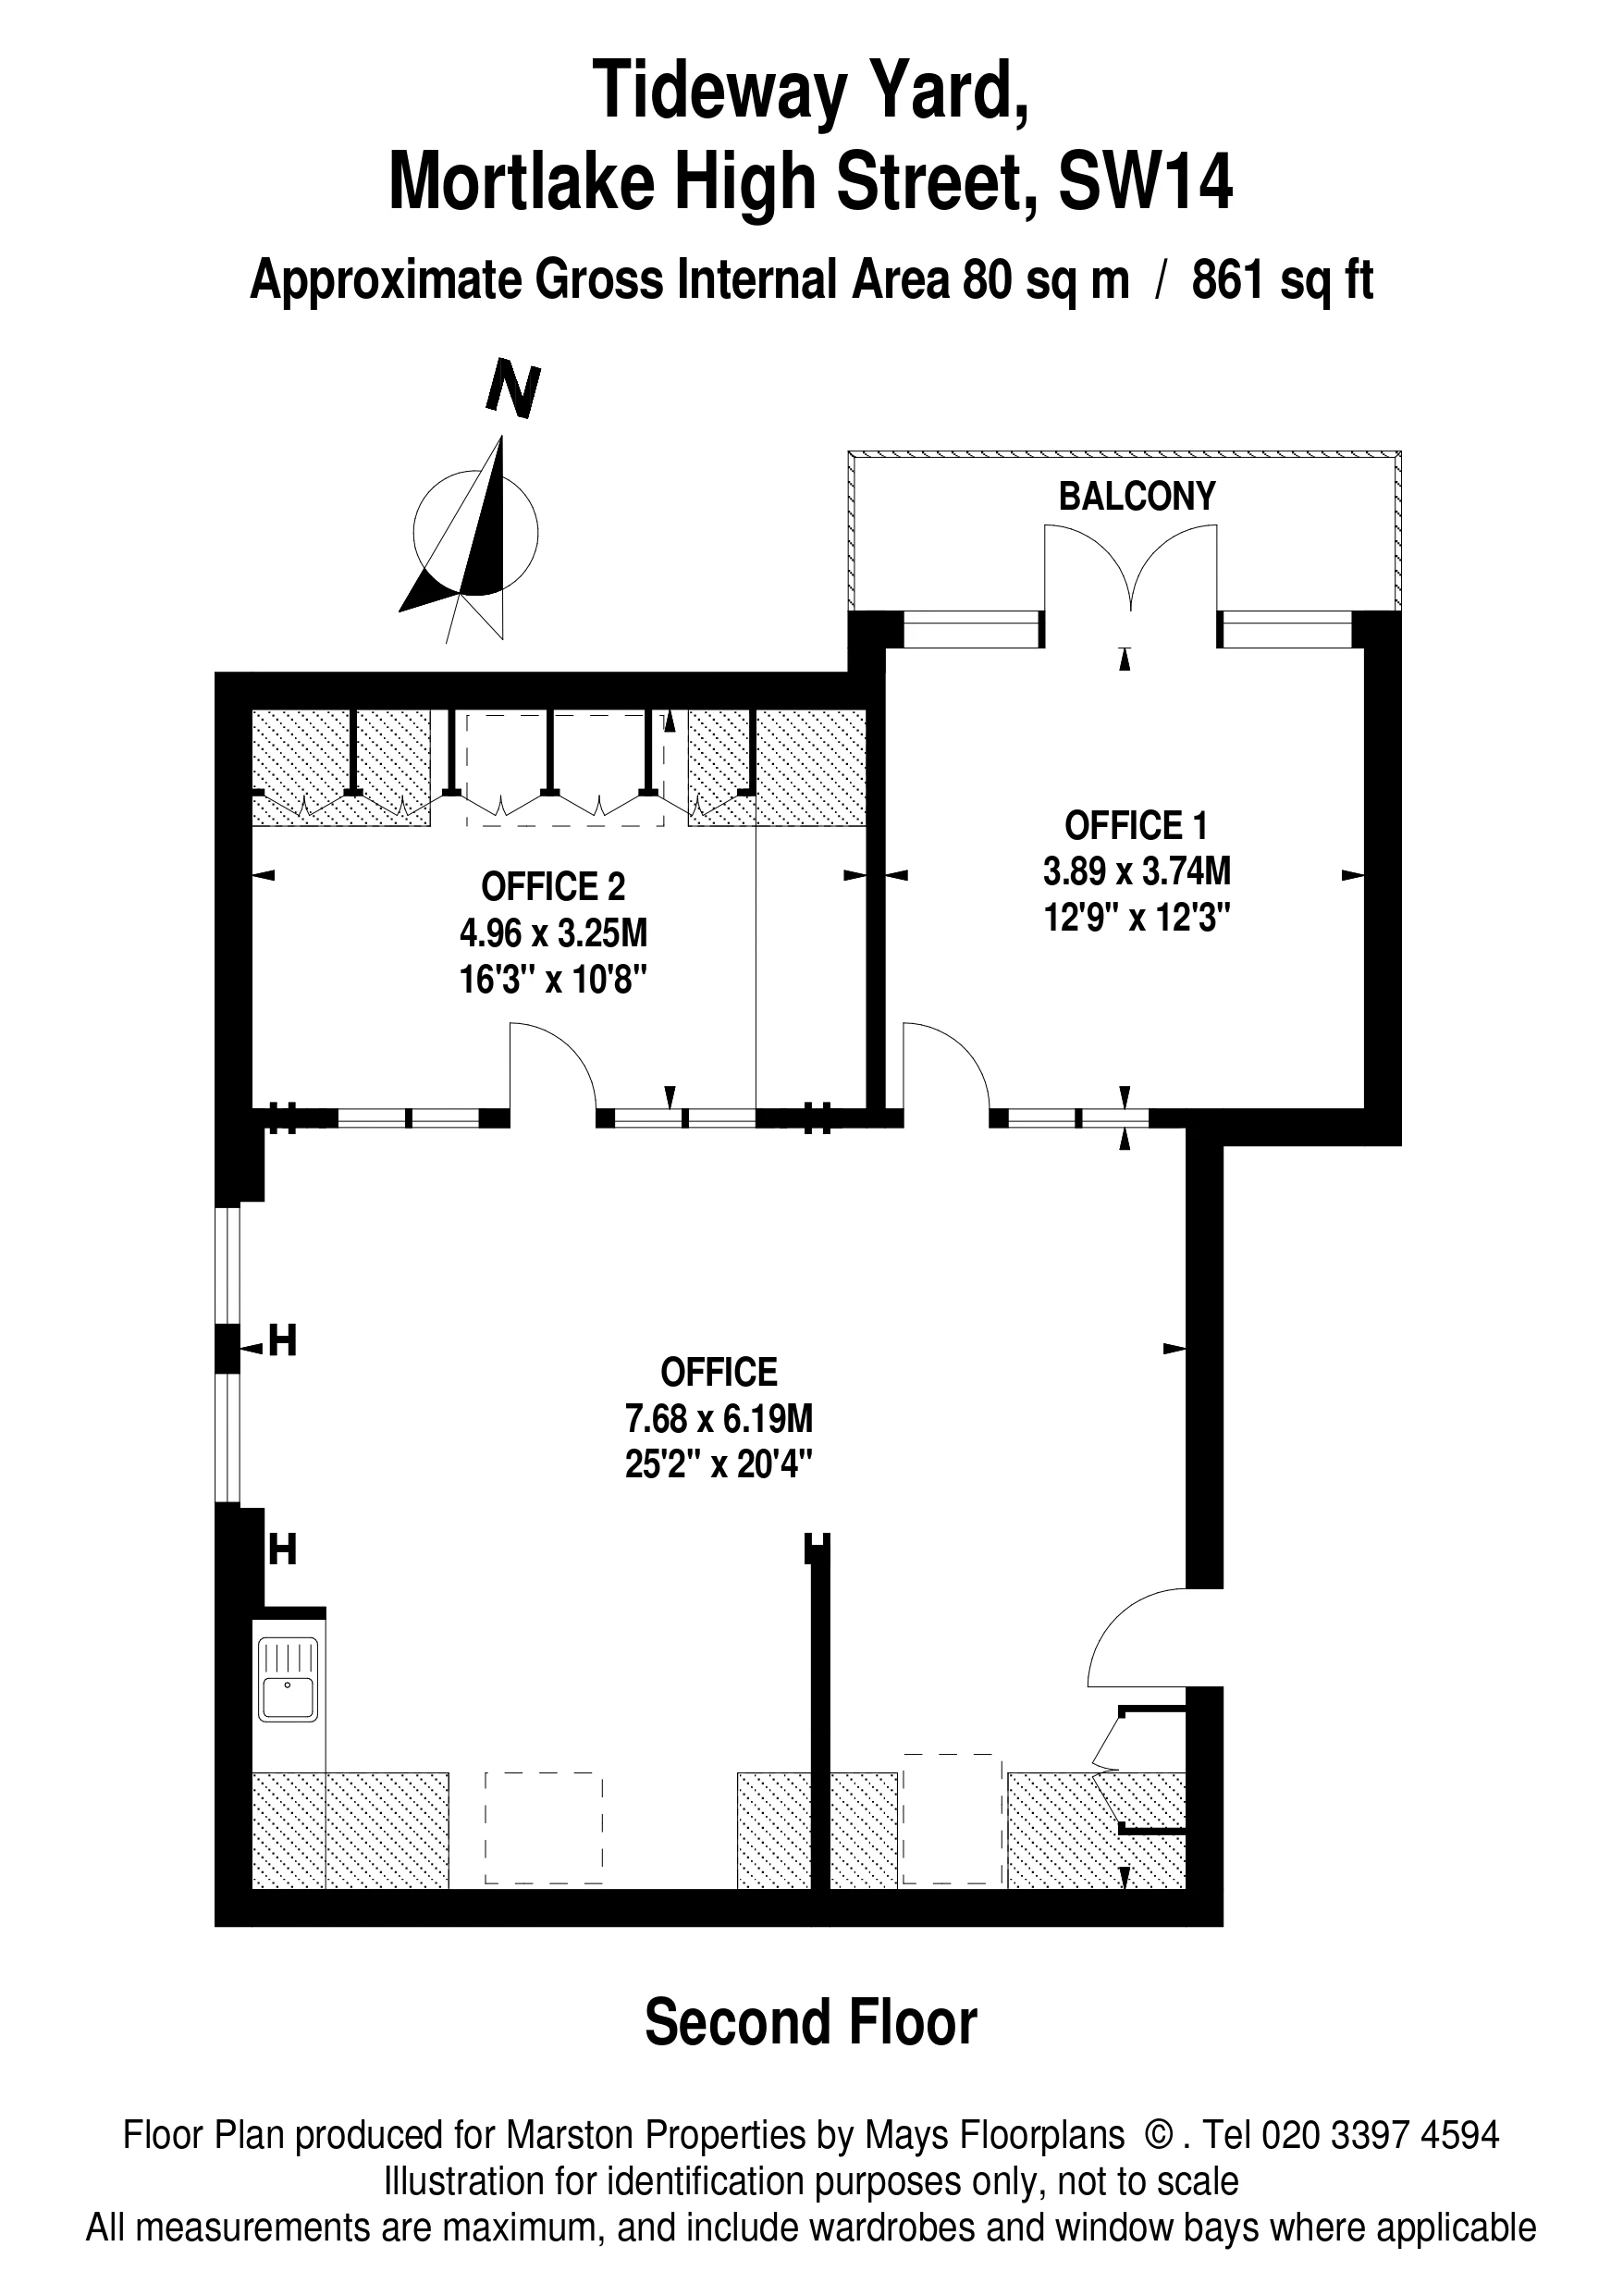 Tideway Yard,
Mortlake High Street, SW14
Approximate Gross Internal Area 80 sq m / 861 sq ft
N
BALCONY
OFFICE 1
3.89 x 3.74M
12'9" x 12'3"
OFFICE 2
4.96 x 3.25M
16'3" x 10'8"
H
H
H
OFFICE
7.68 x 6.19M
25'2" x 20'4"
H
H
Second Floor
Floor Plan produced for Marston Properties by Mays Floorplans © . Tel 020 3397 4594
Illustration for identification purposes only, not to scale
All measurements are maximum, and include wardrobes and window bays where applicable